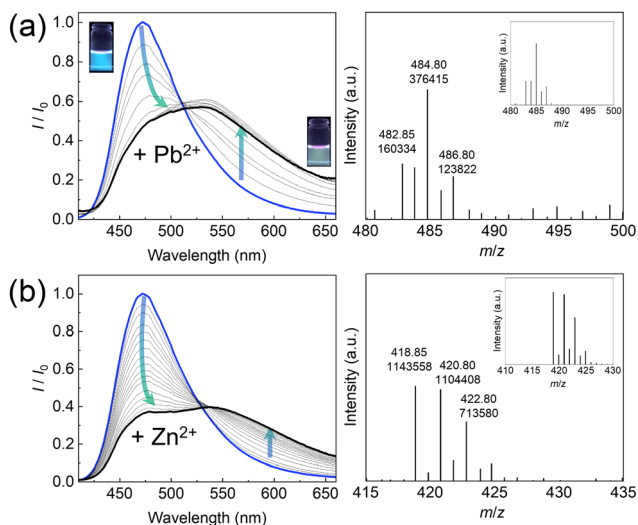 (a)
1.0
0.8
0.6
0.4
0.2
0.0
I / I0
+ Pb²⁺
450 500 550 600 650
Wavelength (nm)
Intensity (a.u.)
484.80
376415
482.85
160334
486.80
123822
480 485 490 495 500
m/z
Intensity (a.u.)
480 485 490 495 500
m/z
(b)
1.0
0.8
0.6
0.4
0.2
0.0
I / I0
+ Zn²⁺
450 500 550 600 650
Wavelength (nm)
Intensity (a.u.)
418.85
1143558
420.80
1104408
422.80
713580
415 420 425 430 435
m/z
Intensity (a.u.)
410 415 420 425 430
m/z